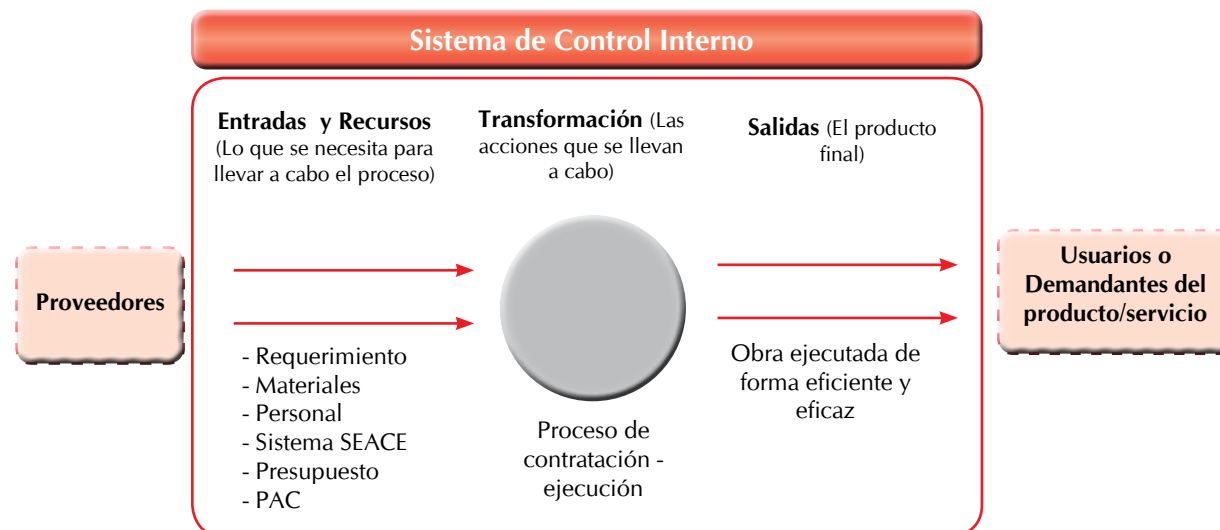 Sistema de Control Interno
Entradas y Recursos
(Lo que se necesita para
llevar a cabo el proceso)
Transformación (Las
acciones que se llevan
a cabo)
Salidas (El producto
final)
Proveedores
- Requerimiento
- Materiales
- Personal
- Sistema SEACE
- Presupuesto
- PAC
Proceso de
contratación -
ejecución
Obra ejecutada de
forma eficiente y
eficaz
Usuarios o
Demandantes del
producto/servicio